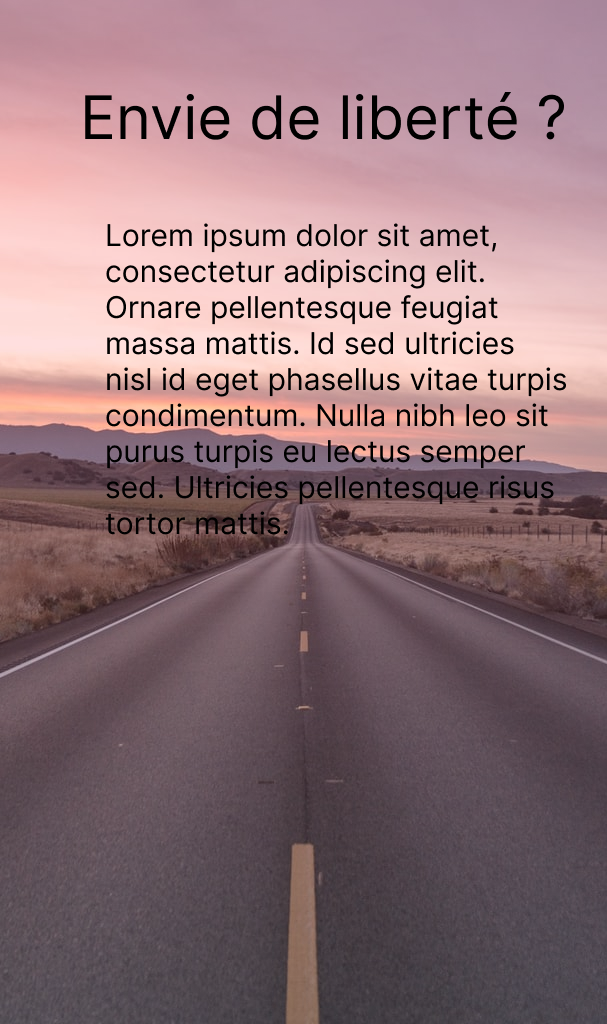 Envie de liberté ?
Lorem ipsum dolor sit amet,
consectetur adipiscing elit.
Ornare pellentesque feugiat
massa mattis. Id sed ultricies
nisl id eget phasellus vitae turpis
condimentum. Nulla nibh leo sit
purus turpis eu lectus semper
sed. Ultricies pellentesque risus
tortor mattis.